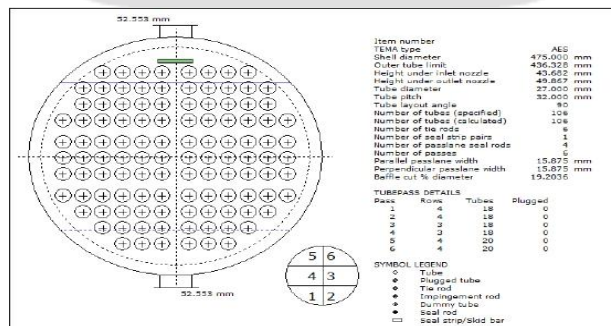 52.553 mm
Item number
TEMA type AES
Shell diameter 475.000 mm
Outer tube limit 436.328 mm
Height under inlet nozzle 43.682 mm
Height under outlet nozzle 49.867 mm
Tube diameter 27.000 mm
Tube pitch 32.000 mm
Tube layout angle 90
Number of tubes (specified) 106
Number of tubes (calculated) 106
Number of tie rods 6
Number of seal strip pairs 1
Number of passlane seal rods 4
Number of passes 6
Parallel passlane width 15.875 mm
Perpendicular passlane width 15.875 mm
Baffle cut % diameter 19.2036
TUBEPASS DETAILS
Pass Rows Tubes Plugged
1 4 18 0
2 4 18 0
3 3 18 0
4 3 18 0
5 4 20 0
6 4 20 0
SYMBOL LEGEND
Tube
Plugged tube
Tie rod
Impingement rod
Dummy tube
Seal rod
Seal strip/Skid bar
5 6
4 3
1 2
52.553 mm